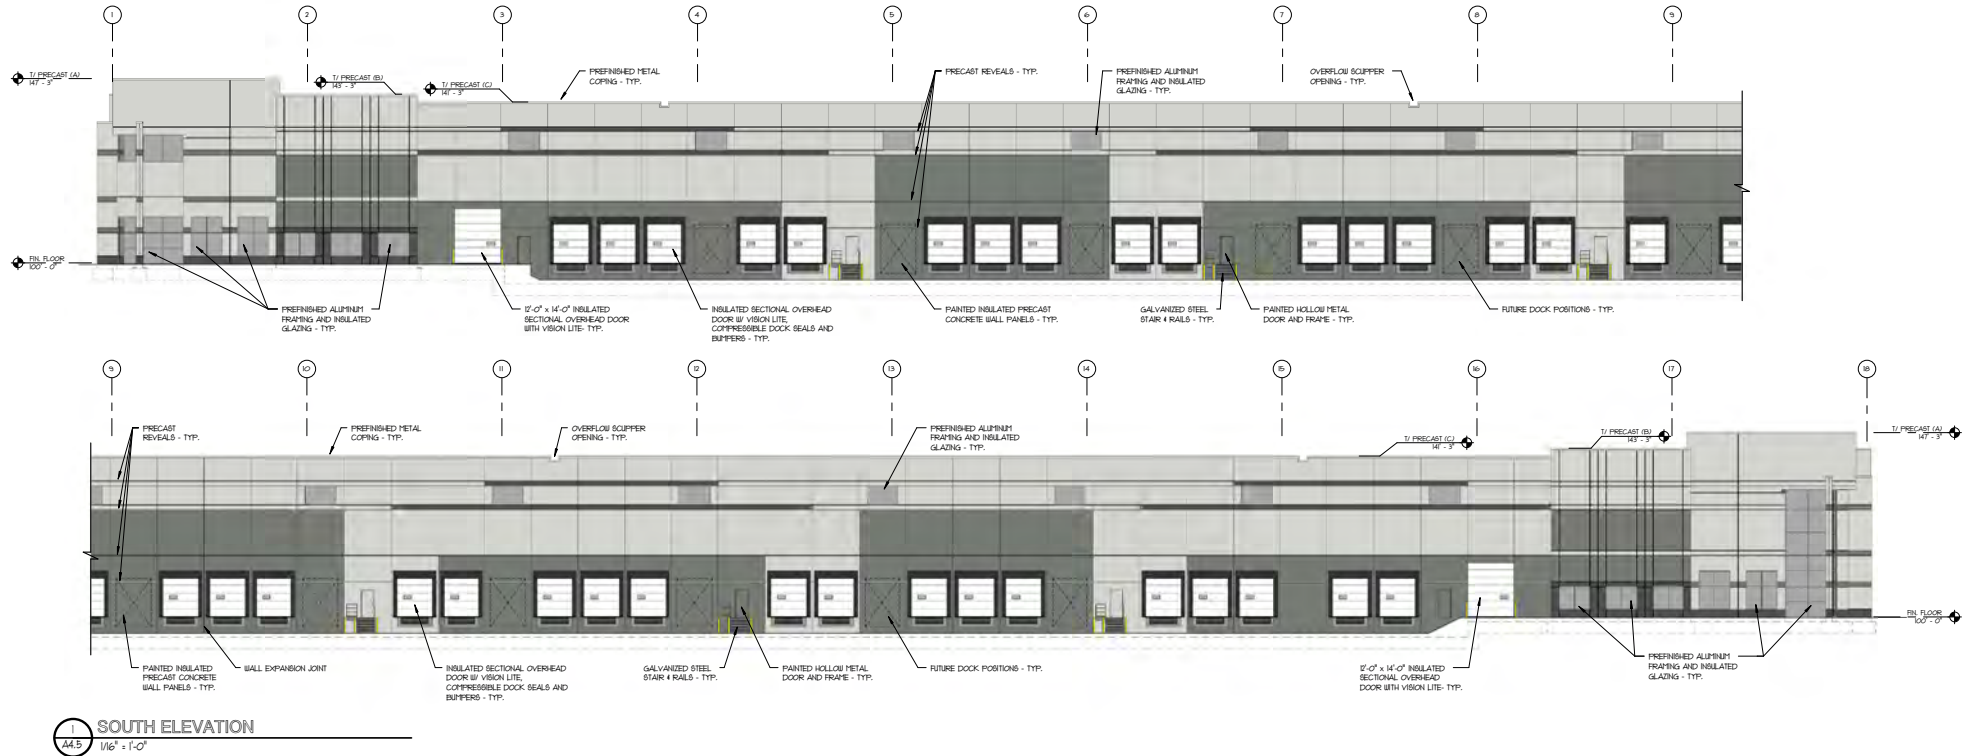 1 2 3 4 5 6 7 8 9
T/ PRECAST (A)
147' - 3"
T/ PRECAST (B)
143' - 3"
T/ PRECAST (C)
141' - 3"
PREFINISHED METAL
COPING - TYP.
PRECAST REVEALS - TYP.
PREFINISHED ALUMINUM
FRAMING AND INSULATED
GLAZING - TYP.
OVERFLOW SCUPPER
OPENING - TYP.
FIN. FLOOR
100' - 0"
PREFINISHED ALUMINUM
FRAMING AND INSULATED
GLAZING - TYP.
12'-0" x 14'-0" INSULATED
SECTIONAL OVERHEAD DOOR
WITH VISION LITE- TYP.
INSULATED SECTIONAL OVERHEAD
DOOR W/ VISION LITE,
COMPRESSIBLE DOCK SEALS AND
BUMPERS - TYP.
PAINTED INSULATED PRECAST
CONCRETE WALL PANELS - TYP.
GALVANIZED STEEL
STAIR & RAILS - TYP.
PAINTED HOLLOW METAL
DOOR AND FRAME - TYP.
FUTURE DOCK POSITIONS - TYP.
9 10 11 12 13 14 15 16 17 18
PRECAST
REVEALS - TYP.
PREFINISHED METAL
COPING - TYP.
OVERFLOW SCUPPER
OPENING - TYP.
PREFINISHED ALUMINUM
FRAMING AND INSULATED
GLAZING - TYP.
T/ PRECAST (C)
141' - 3"
T/ PRECAST (B)
143' - 3"
T/ PRECAST (A)
147' - 3"
FIN. FLOOR
100' - 0"
PAINTED INSULATED
PRECAST CONCRETE
WALL PANELS - TYP.
WALL EXPANSION JOINT
INSULATED SECTIONAL OVERHEAD
DOOR W/ VISION LITE,
COMPRESSIBLE DOCK SEALS AND
BUMPERS - TYP.
GALVANIZED STEEL
STAIR & RAILS - TYP.
PAINTED HOLLOW METAL
DOOR AND FRAME - TYP.
FUTURE DOCK POSITIONS - TYP.
12'-0" x 14'-0" INSULATED
SECTIONAL OVERHEAD
DOOR WITH VISION LITE- TYP.
PREFINISHED ALUMINUM
FRAMING AND INSULATED
GLAZING - TYP.
1
A4.5
SOUTH ELEVATION
1/16" = 1'-0"